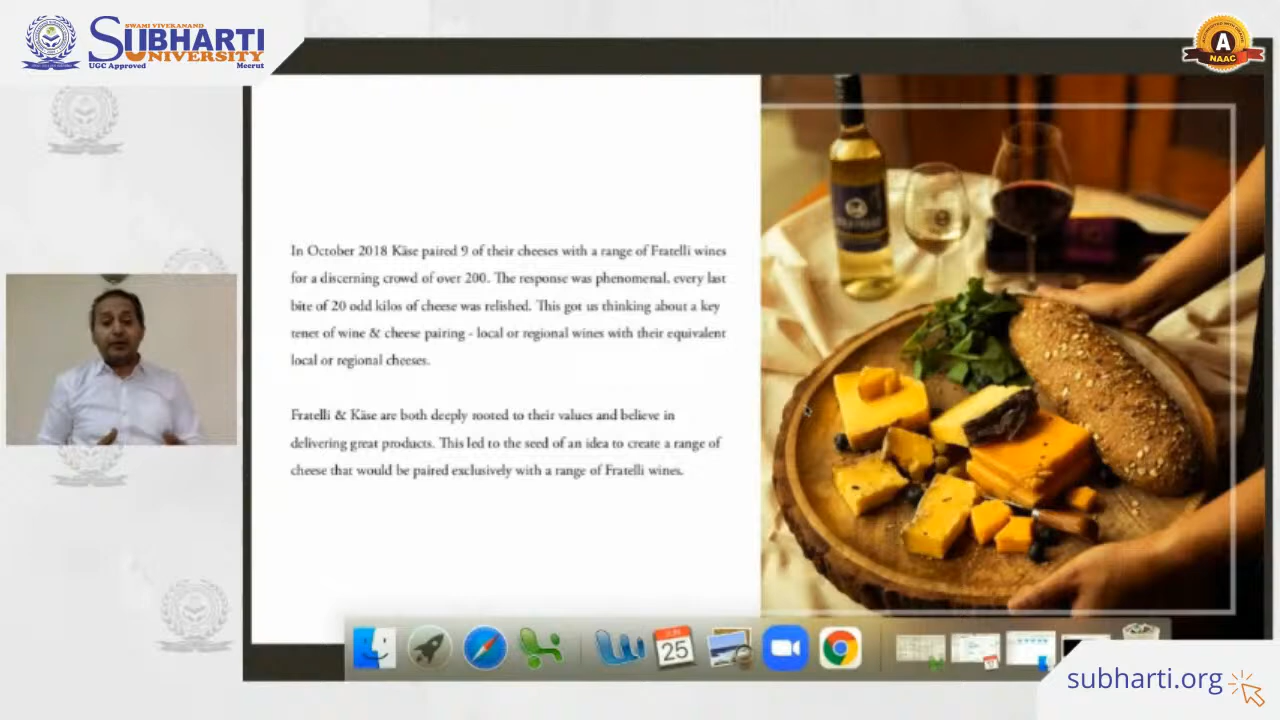 SWAMI VIVEKANAND
SUBHARTI
UNIVERSITY
UGC Approved Meerut
A
NAAC
In October 2018 Käse paired 9 of their cheeses with a range of Fratelli wines
for a discerning crowd of over 200. The response was phenomenal, every last
bite of 20 odd kilos of cheese was relished. This got us thinking about a key
tenet of wine & cheese pairing - local or regional wines with their equivalent
local or regional cheeses.
Fratelli & Käse are both deeply rooted to their values and believe in
delivering great products. This led to the seed of an idea to create a range of
cheese that would be paired exclusively with a range of Fratelli wines.
JUN
25
subharti.org